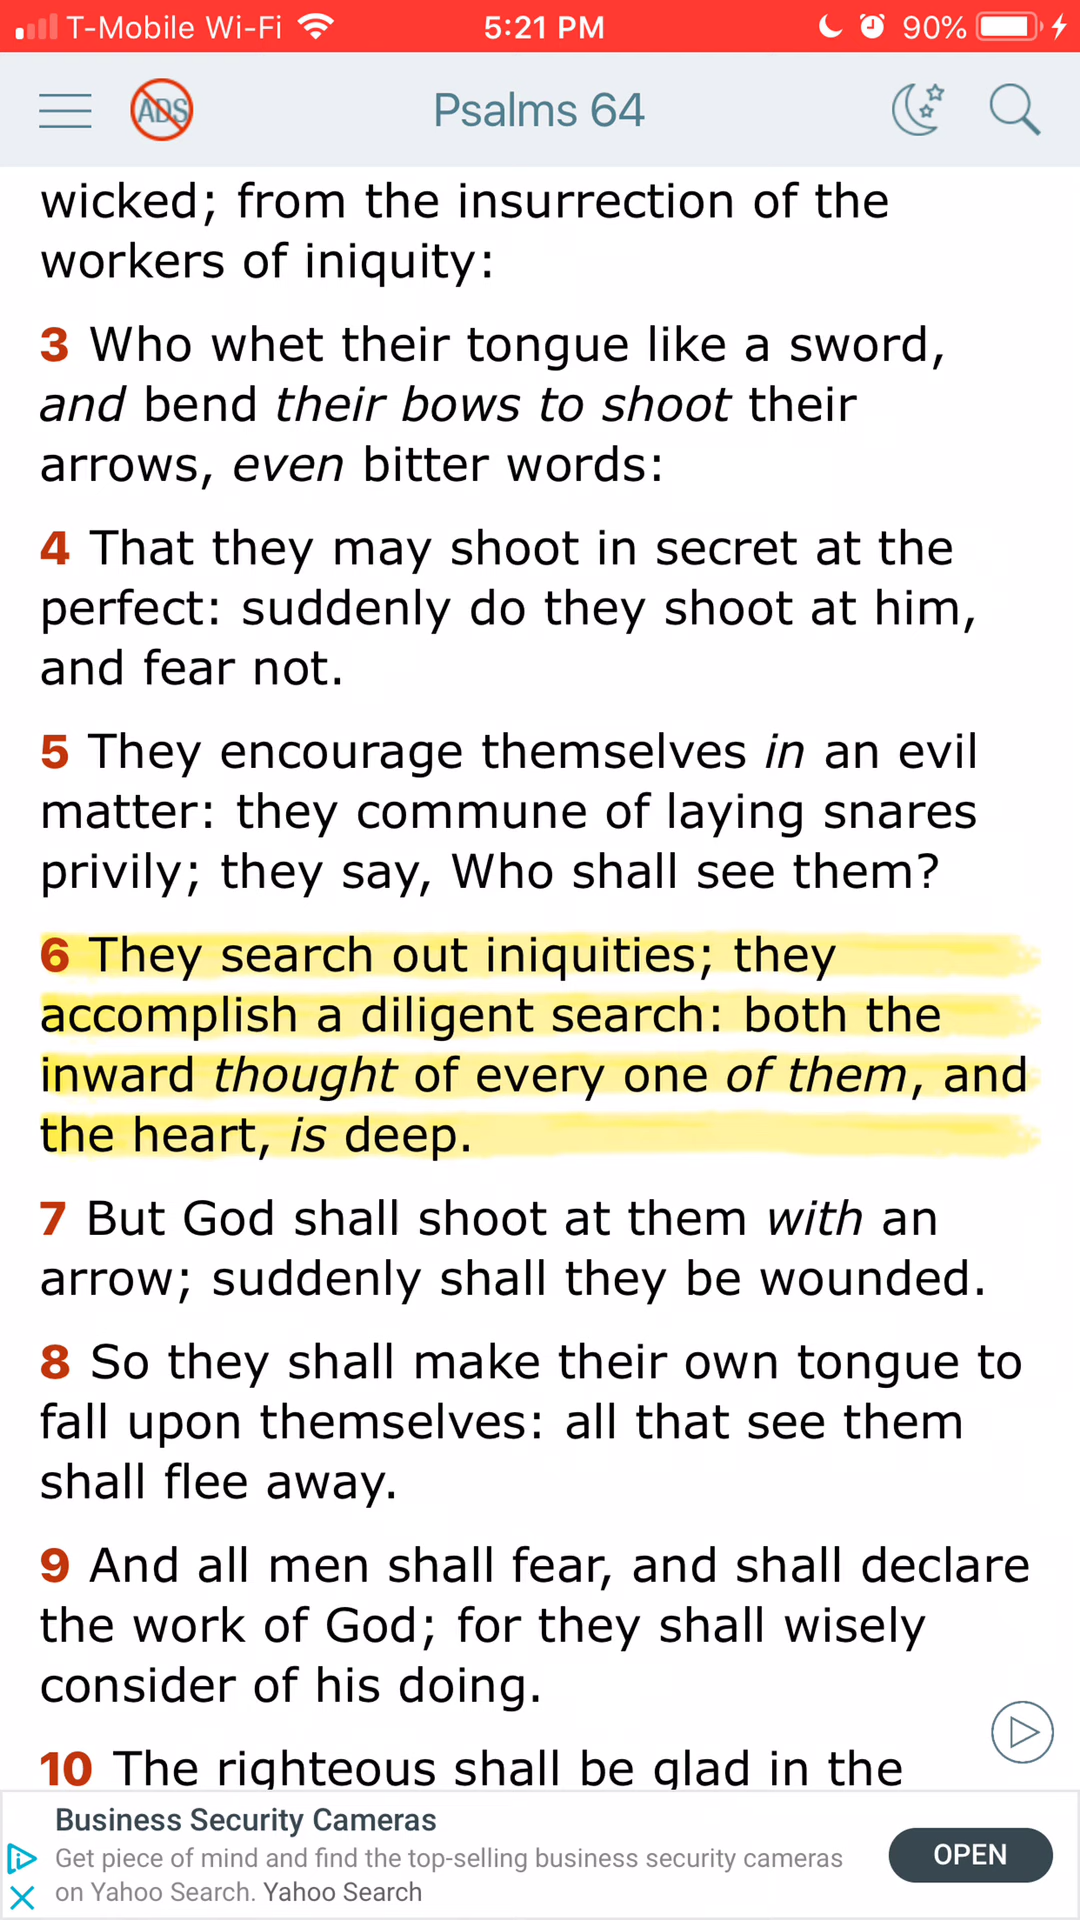 T-Mobile Wi-Fi 5:21 PM 90%
ADS Psalms 64
wicked; from the insurrection of the
workers of iniquity:
3 Who whet their tongue like a sword,
and bend their bows to shoot their
arrows, even bitter words:
4 That they may shoot in secret at the
perfect: suddenly do they shoot at him,
and fear not.
5 They encourage themselves in an evil
matter: they commune of laying snares
privily; they say, Who shall see them?
6 They search out iniquities; they
accomplish a diligent search: both the
inward thought of every one of them, and
the heart, is deep.
7 But God shall shoot at them with an
arrow; suddenly shall they be wounded.
8 So they shall make their own tongue to
fall upon themselves: all that see them
shall flee away.
9 And all men shall fear, and shall declare
the work of God; for they shall wisely
consider of his doing.
10 The righteous shall be glad in the
Business Security Cameras
Get piece of mind and find the top-selling business security cameras
on Yahoo Search. Yahoo Search
OPEN